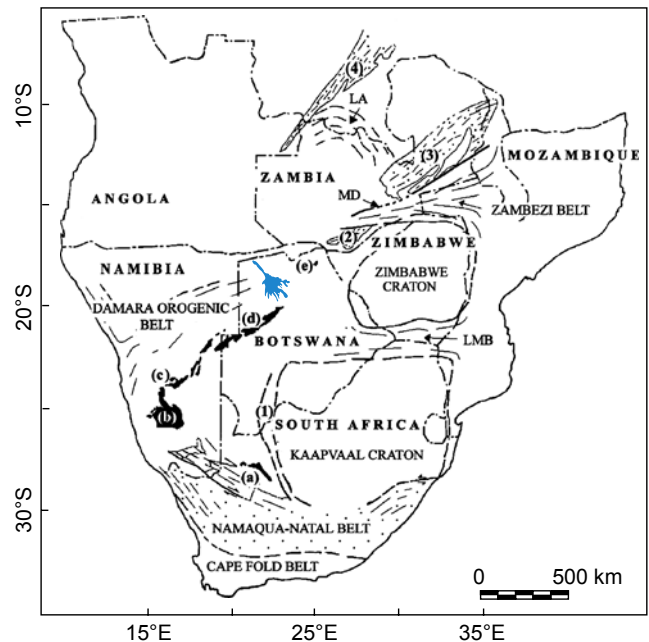 10°S
20°S
30°S
15°E
25°E
35°E
0 500 km
(4)
LA
(3)
MOZAMBIQUE
ZAMBIA
ANGOLA
MD
ZAMBEZI BELT
(2)
ZIMBABWE
(e)
NAMIBIA
ZIMBABWE
CRATON
DAMARA OROGENIC
BELT
(d)
BOTSWANA
LMB
(c)
(b)
(1)
SOUTH AFRICA
KAAPVAAL CRATON
(a)
NAMAQUA-NATAL BELT
CAPE FOLD BELT